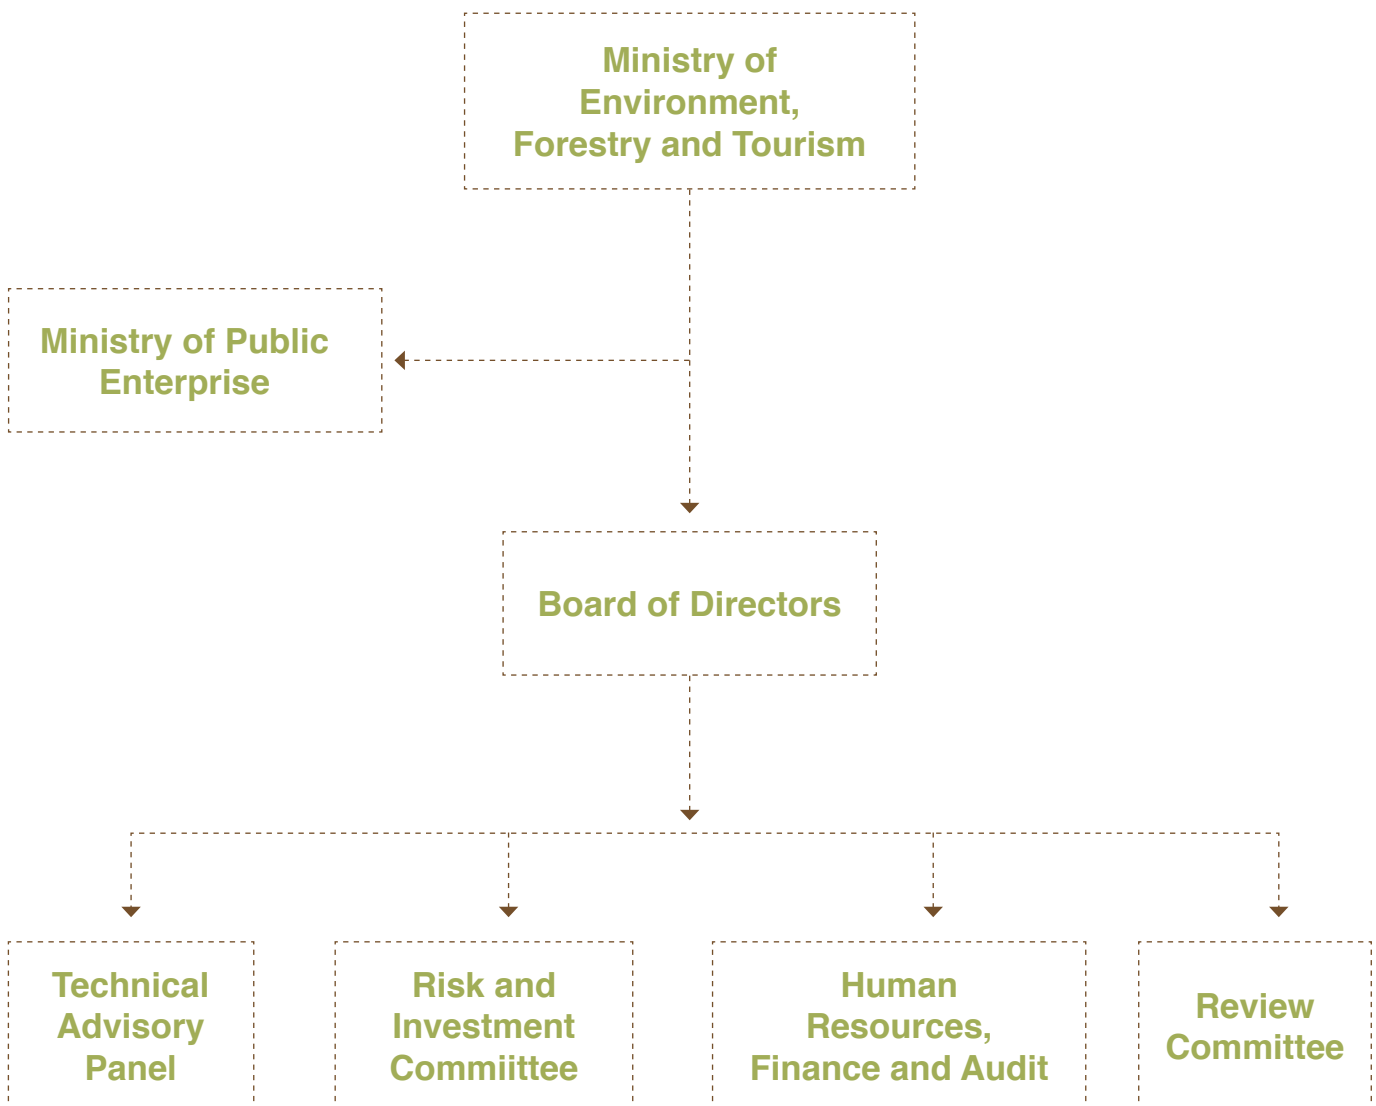 Ministry of
Environment,
Forestry and Tourism
Ministry of Public
Enterprise
Board of Directors
Technical
Advisory
Panel
Risk and
Investment
Commiittee
Human
Resources,
Finance and Audit
Review
Committee